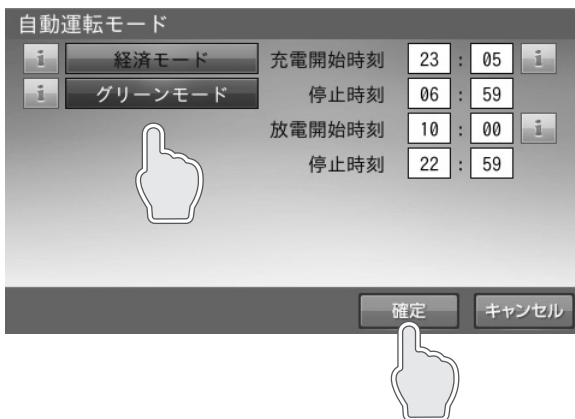 自動運転モード
i 経済モード 充電開始時刻 23 : 05 i
i グリーンモード 停止時刻 06 : 59
放電開始時刻 10 : 00 i
停止時刻 22 : 59
確定 キャンセル